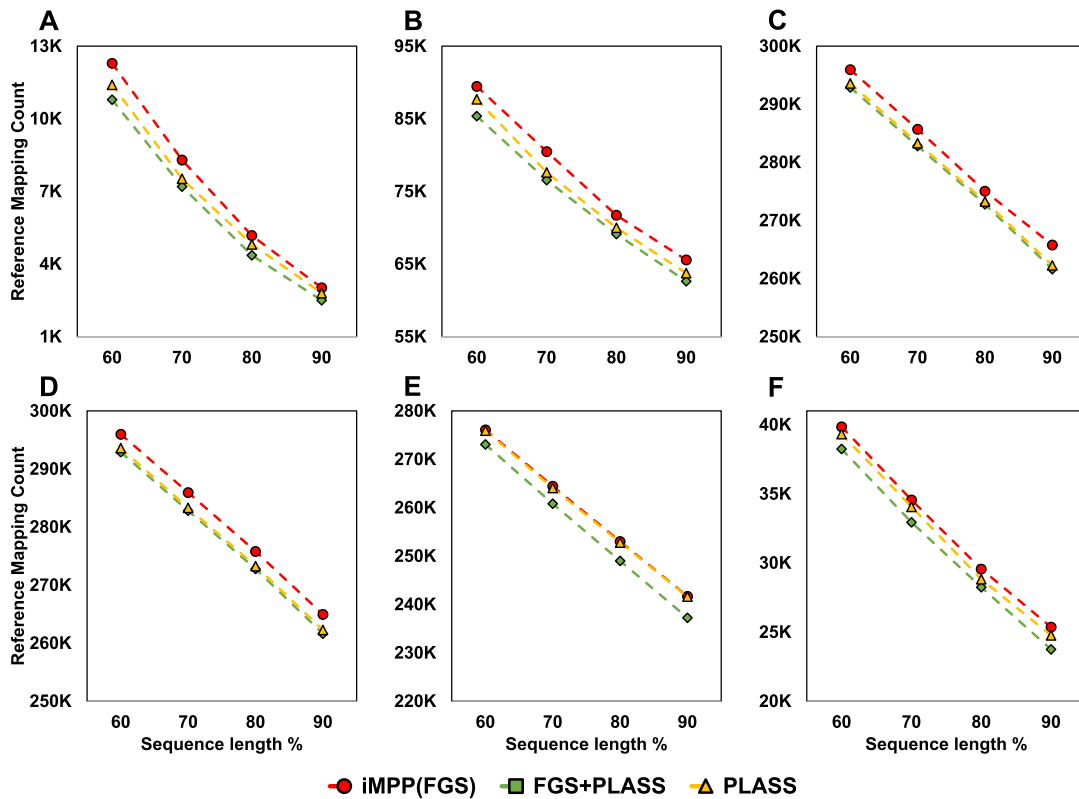 A
B
C
13K
10K
7K
4K
1K
60 70 80 90
95K
85K
75K
65K
55K
60 70 80 90
300K
290K
280K
270K
260K
250K
60 70 80 90
Reference Mapping Count
D
E
F
300K
290K
280K
270K
260K
250K
60 70 80 90
Sequence length %
280K
270K
260K
250K
240K
230K
220K
60 70 80 90
Sequence length %
40K
35K
30K
25K
20K
60 70 80 90
Sequence length %
Reference Mapping Count
iMPP(FGS) FGS+PLASS PLASS